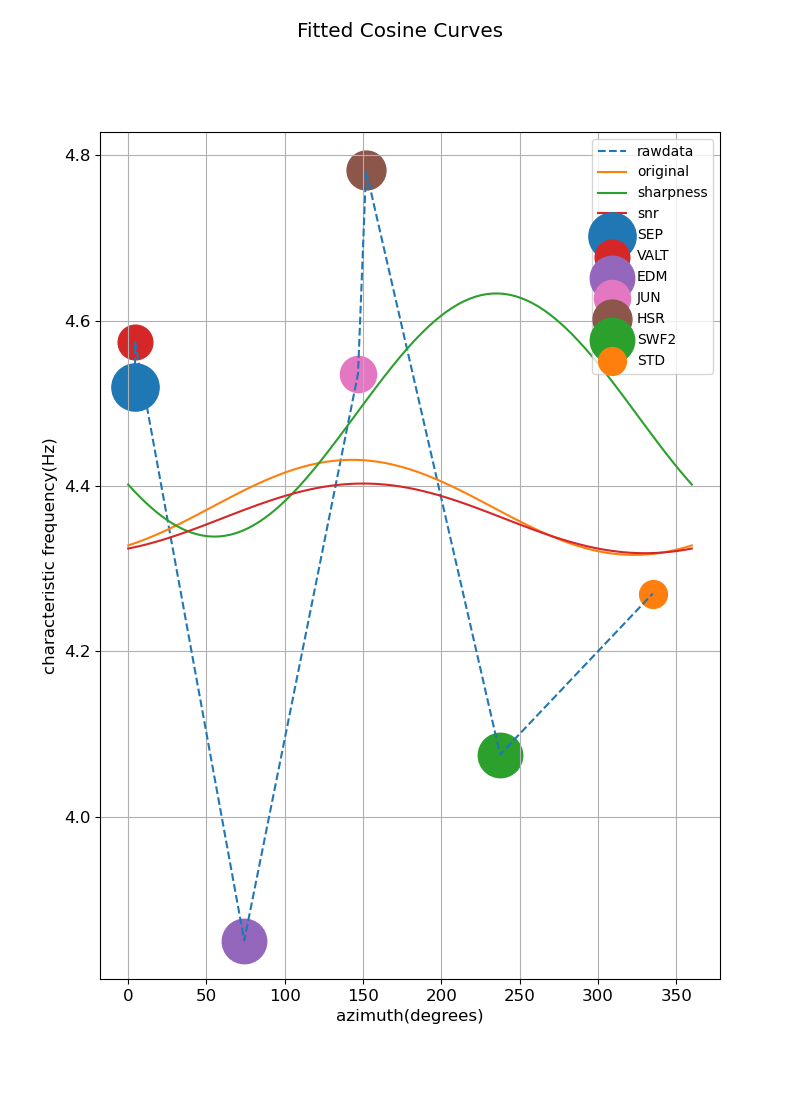 Fitted Cosine Curves
4.8
4.6
4.4
4.2
4.0
characteristic frequency(Hz)
rawdata
original
sharpness
snr
SEP
VALT
EDM
JUN
HSR
SWF2
STD
0 50 100 150 200 250 300 350
azimuth(degrees)